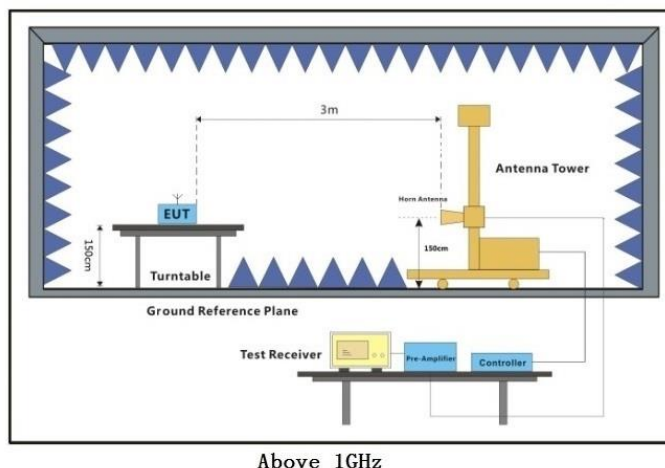 3m
Antenna Tower
Horn Antenna
EUT
150cm
150cm
Turntable
Ground Reference Plane
Test Receiver
Pre-Amplifier
Controller
Above 1GHz